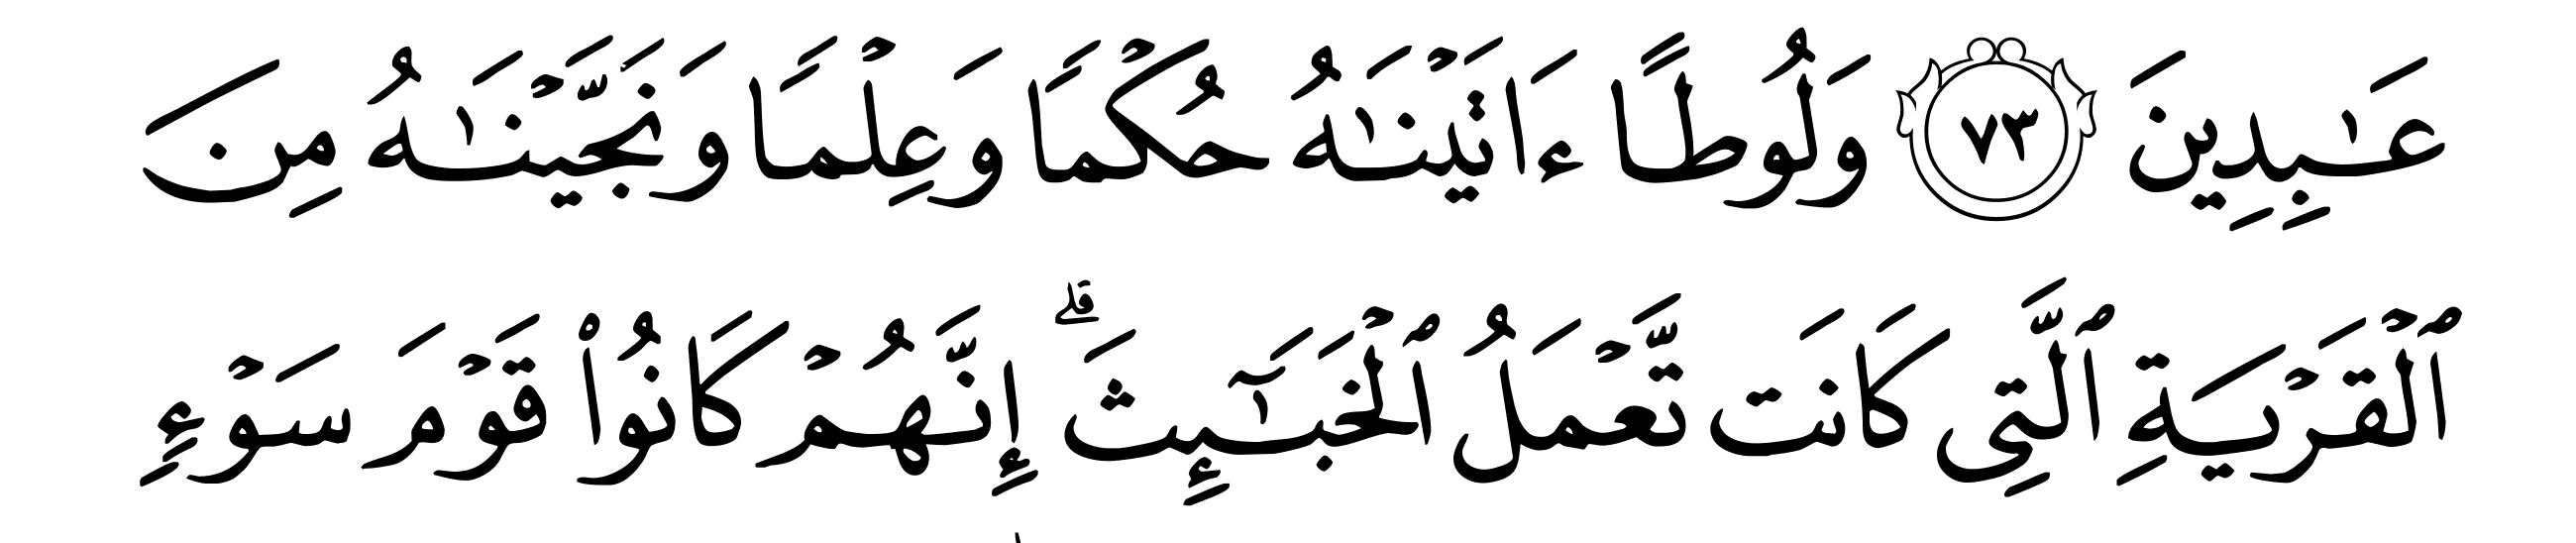 عَـٰبِدِينَ ٧٣ وَلُوطًا ءَاتَيْنَـٰهُ حُكْمًا وَعِلْمًا وَنَجَّيْنَـٰهُ مِنَ
ٱلْقَرْيَةِ ٱلَّتِى كَانَت تَّعْمَلُ ٱلْخَبَـٰٓئِثَ ۗ إِنَّهُمْ كَانُوا۟ قَوْمَ سَوْءٍ